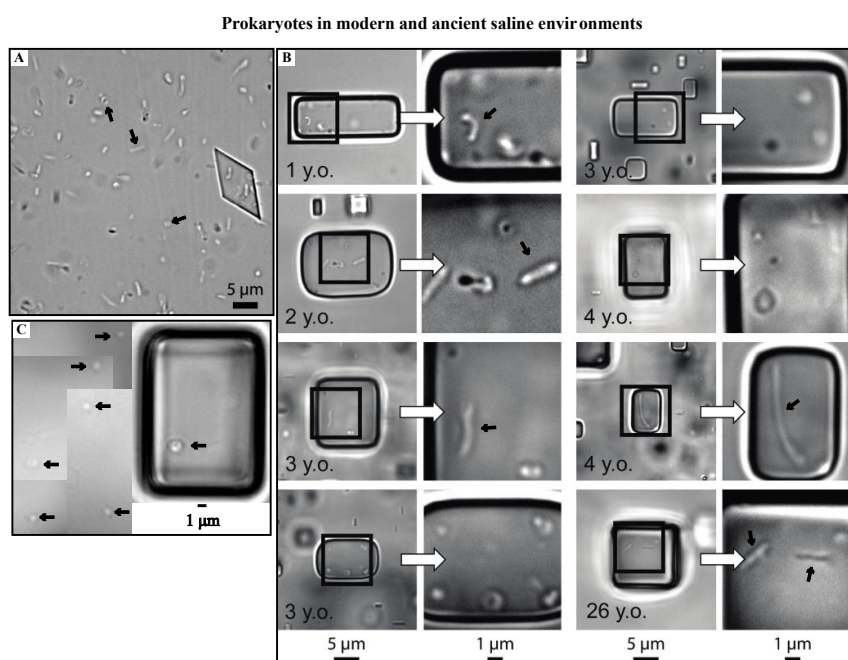 Prokaryotes in modern and ancient saline environments
A
B
1 y.o.
3 y.o.
5 µm
2 y.o.
4 y.o.
C
3 y.o.
4 y.o.
1 µm
3 y.o.
26 y.o.
5 µm
1 µm
5 µm
1 µm